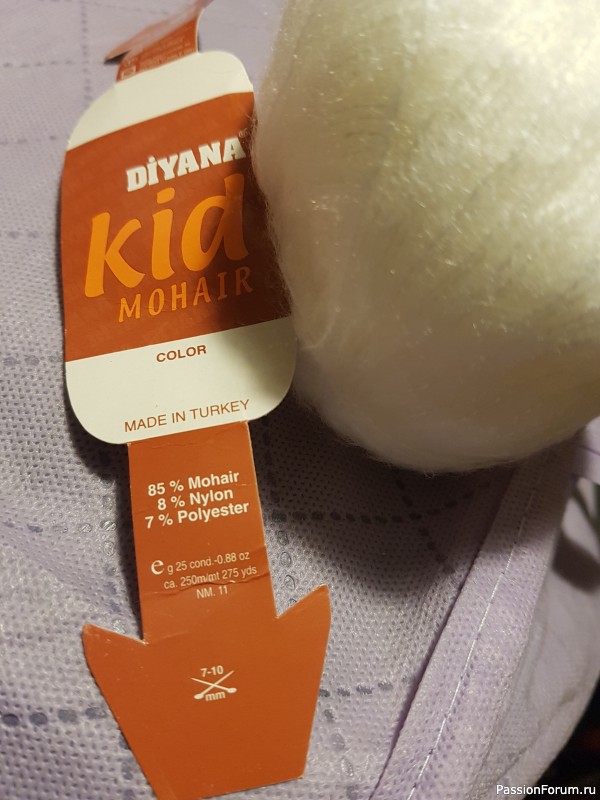 DİYANA
kid
MOHAIR
COLOR
MADE IN TURKEY
85 % Mohair
8 % Nylon
7 % Polyester
e g 25 cond.-0.88 oz
ca. 250m/mt 275 yds
NM. 11
7-10
mm
PassionForum.ru